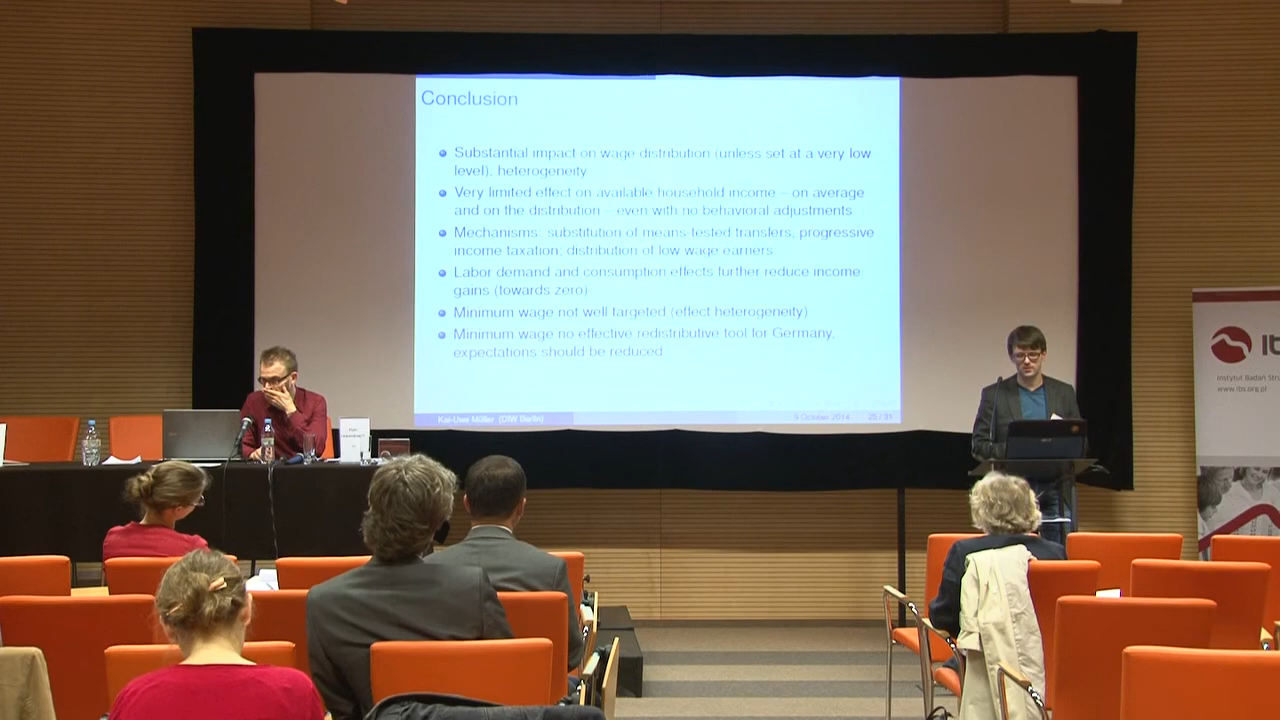 Conclusion
Substantial impact on wage distribution (unless set at a very low
level), heterogeneity
Very limited effect on available household income – on average
and on the distribution – even with no behavioral adjustments
Mechanisms: substitution of means-tested transfers, progressive
income taxation; distribution of low wage earners
Labor demand and consumption effects further reduce income
gains (towards zero)
Minimum wage not well targeted (effect heterogeneity)
Minimum wage no effective redistributive tool for Germany,
expectations should be reduced
Kai-Uwe Müller (DIW Berlin)
9 October, 2014
25 / 31
Instytut Badań
www.ibs.org.pl